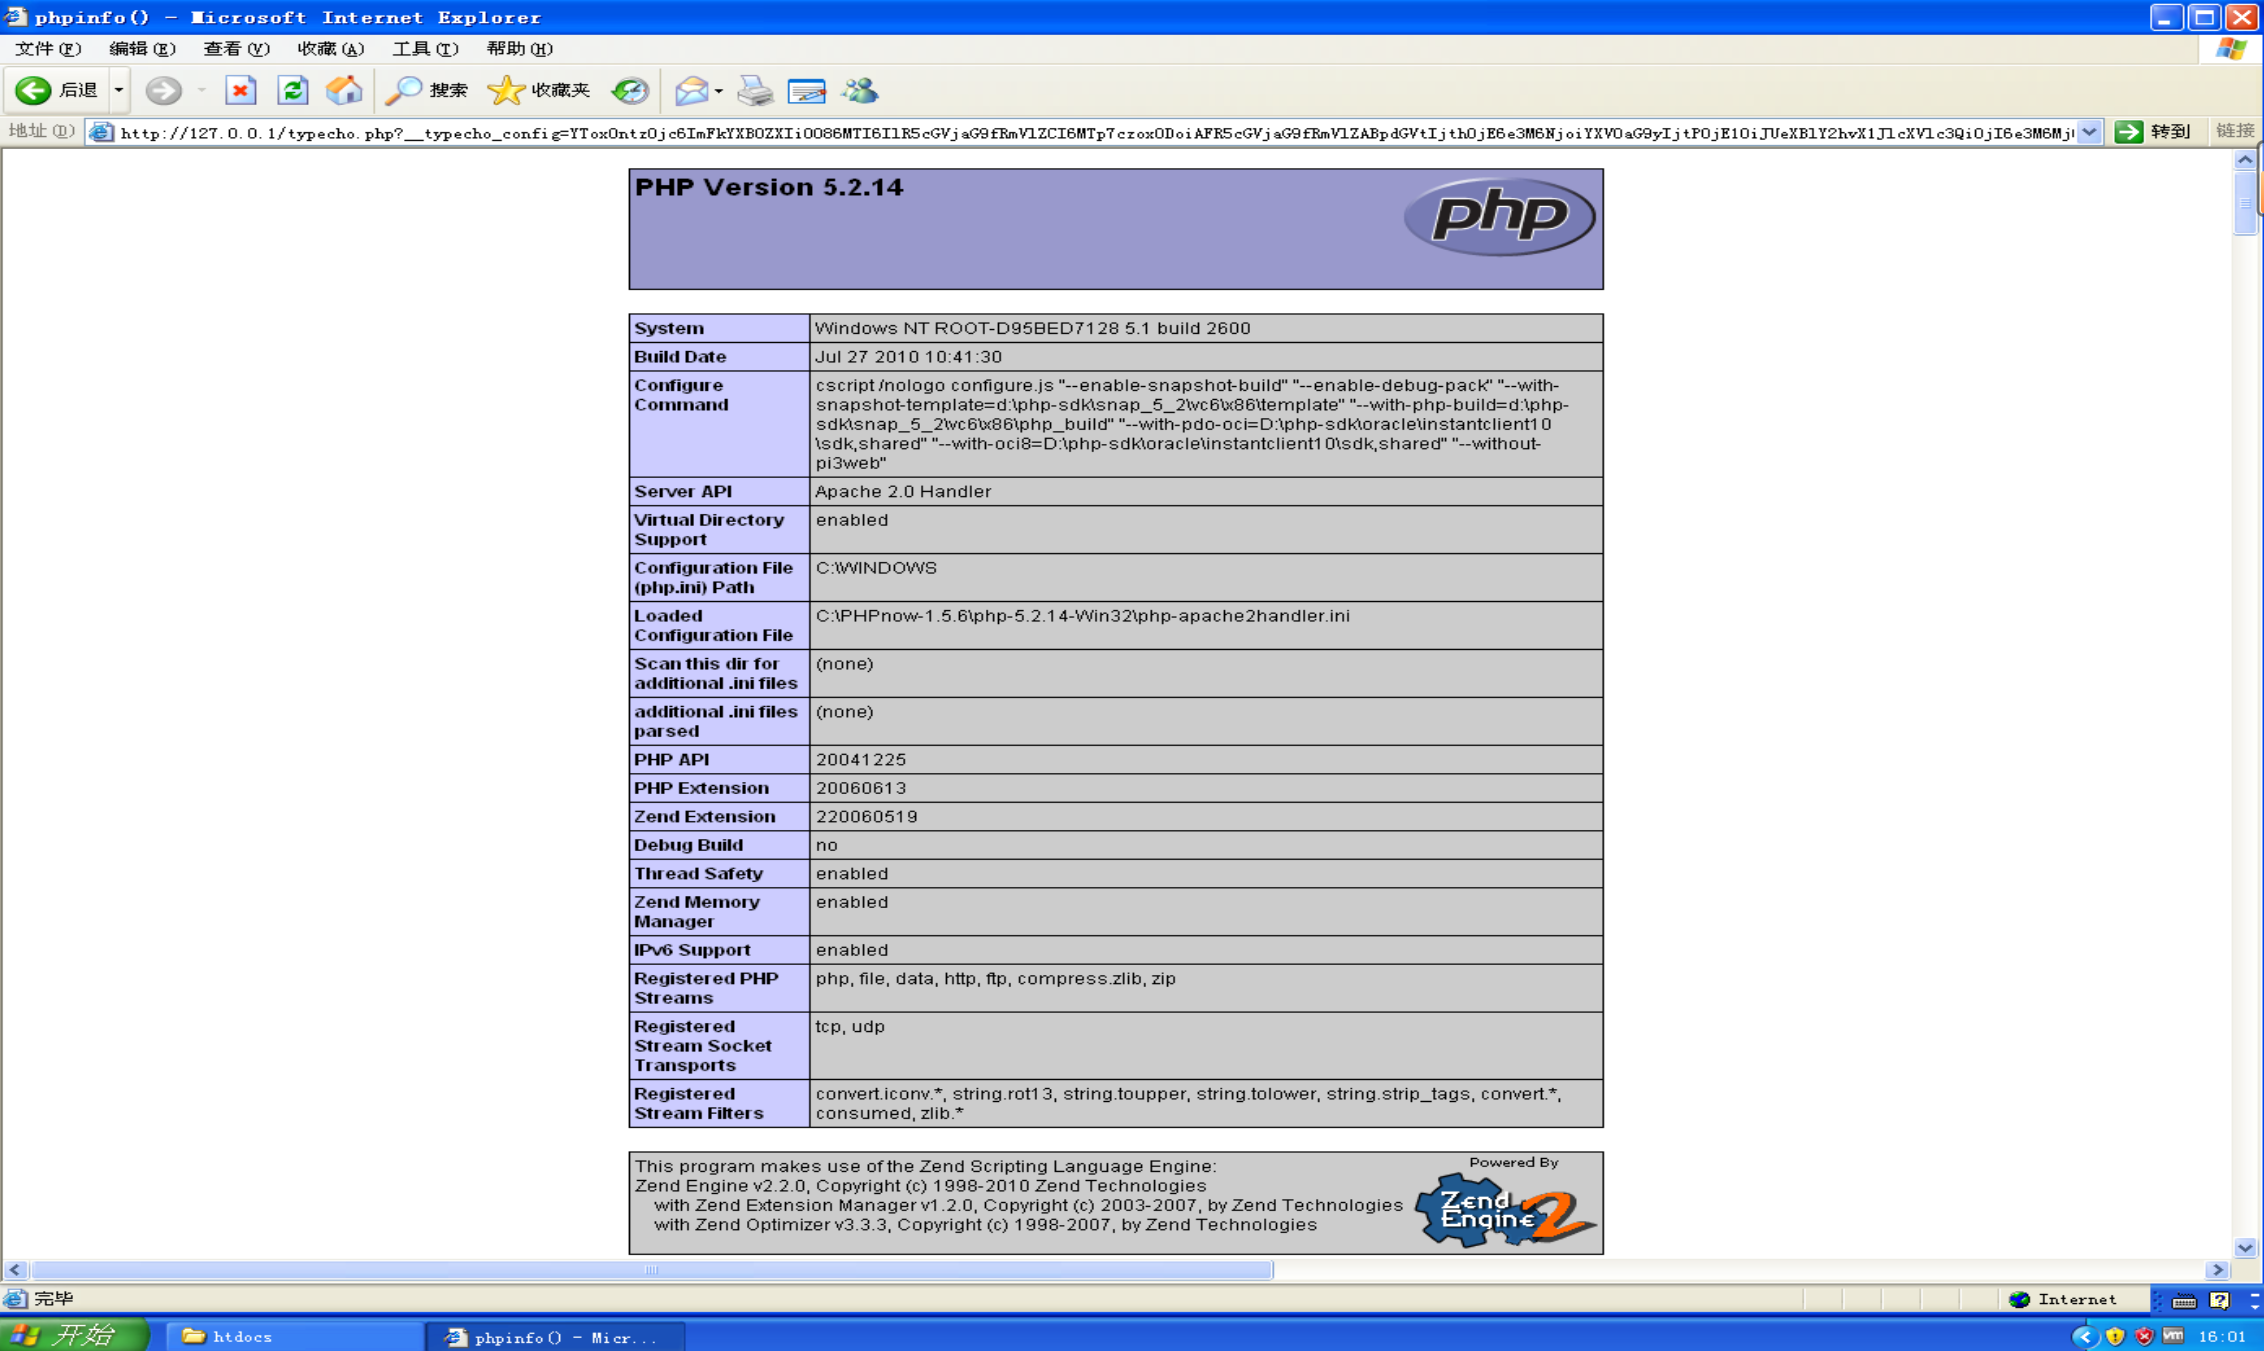 phpinfo() - Microsoft Internet Explorer
文件(F) 编辑(E) 查看(V) 收藏(A) 工具(T) 帮助(H)
后退 搜索 收藏夹
地址(D) 转到 链接
PHP Version 5.2.14
php
System Windows NT ROOT-D95BED7128 5.1 build 2600
Build Date Jul 27 2010 10:41:30
Configure cscript /nologo configure.js "--enable-snapshot-build" "--enable-debug-pack" "--with-
Command snapshot-template=d:\php-sdk\snap_5_2\vc6\x86\template" "--with-php-build=d:\php-
sdk\snap_5_2\vc6\x86\php_build" "--with-pdo-oci=D:\php-sdk\oracle\instantclient10
\sdk,shared" "--with-oci8=D:\php-sdk\oracle\instantclient10\sdk,shared" "--without-
pi3web"
Server API Apache 2.0 Handler
Virtual Directory enabled
Support
Configuration File C:\WINDOWS
(php.ini) Path
Loaded C:\PHPnow-1.5.6\php-5.2.14-Win32\php-apache2handler.ini
Configuration File
Scan this dir for (none)
additional .ini files
additional .ini files (none)
parsed
PHP API 20041225
PHP Extension 20060613
Zend Extension 220060519
Debug Build no
Thread Safety enabled
Zend Memory enabled
Manager
IPv6 Support enabled
Registered PHP php, file, data, http, ftp, compress.zlib, zip
Streams
Registered tcp, udp
Stream Socket
Transports
Registered convert.iconv.*, string.rot13, string.toupper, string.tolower, string.strip_tags, convert.*,
Stream Filters consumed, zlib.*
This program makes use of the Zend Scripting Language Engine:
Zend Engine v2.2.0, Copyright (c) 1998-2010 Zend Technologies
with Zend Extension Manager v1.2.0, Copyright (c) 2003-2007, by Zend Technologies
with Zend Optimizer v3.3.3, Copyright (c) 1998-2007, by Zend Technologies
Powered By
Zend
Engine 2
完毕 Internet
开始 htdocs phpinfo() - Micr... 16:01